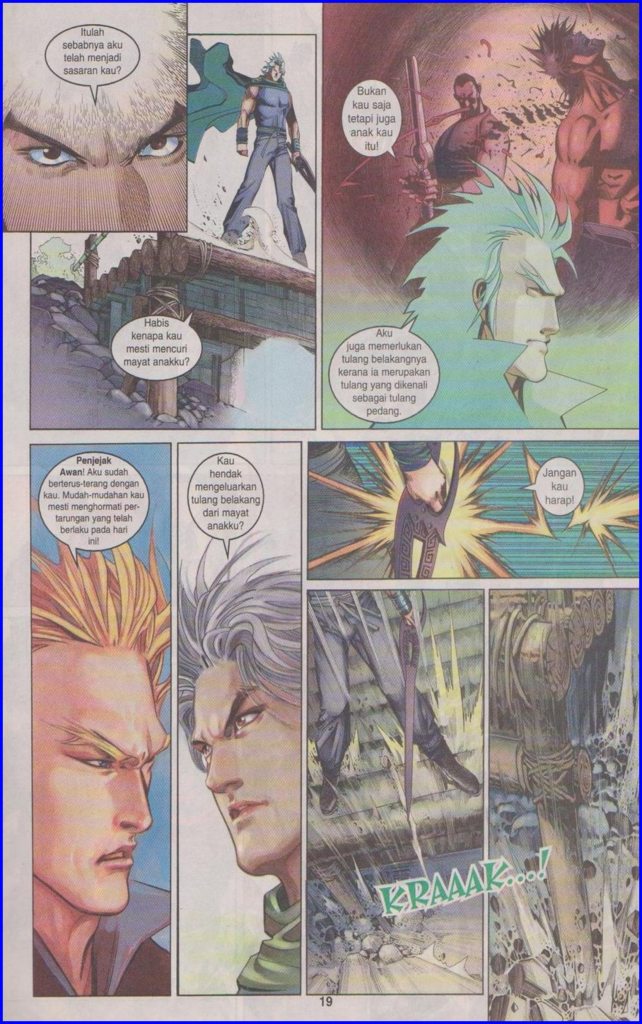 Itulah
sebabnya aku
telah menjadi
sasaran kau?
Bukan
kau saja
tetapi juga
anak kau
itu!
Habis
kenapa kau
mesti mencuri
mayat anakku?
Aku
juga memerlukan
tulang belakangnya
kerana ia merupakan
tulang yang dikenali
sebagai tulang
pedang.
Penjejak
Awan! Aku sudah
berterus-terang dengan
kau. Mudah-mudahan kau
mesti menghormati per-
tarungan yang telah
berlaku pada hari
ini!
Kau
hendak
mengeluarkan
tulang belakang
dari mayat
anakku?
Jangan
kau
harap!
KRAAAK...!
19